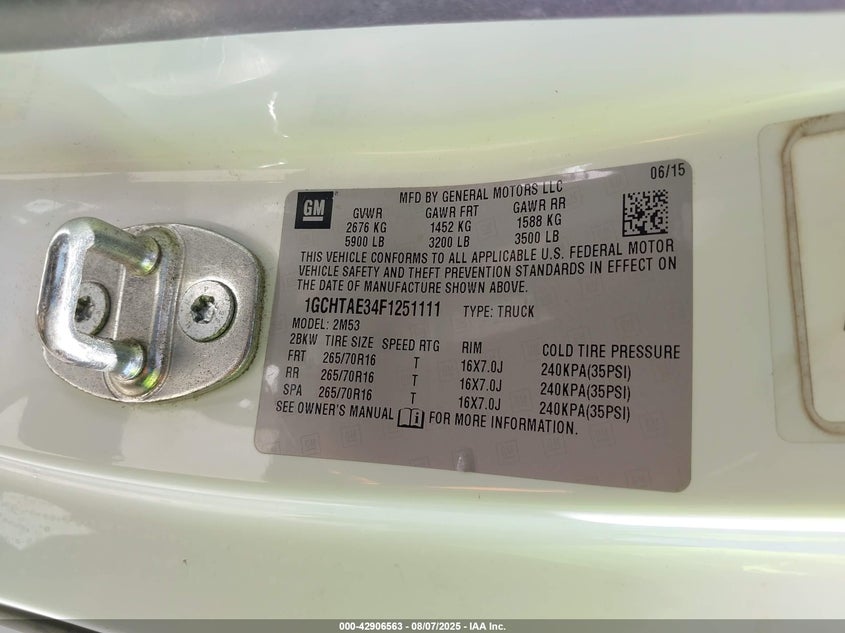 06/15
MFD BY GENERAL MOTORS LLC
GM
GVWR GAWR FRT GAWR RR
2676 KG 1452 KG 1588 KG
5900 LB 3200 LB 3500 LB
THIS VEHICLE CONFORMS TO ALL APPLICABLE U.S. FEDERAL MOTOR
VEHICLE SAFETY AND THEFT PREVENTION STANDARDS IN EFFECT ON
THE DATE OF MANUFACTURE SHOWN ABOVE.
1GCHTAE34F1251111 TYPE: TRUCK
MODEL: 2M53
2BKW TIRE SIZE SPEED RTG RIM COLD TIRE PRESSURE
FRT 265/70R16 T 16X7.0J 240KPA(35PSI)
RR 265/70R16 T 16X7.0J 240KPA(35PSI)
SPA 265/70R16 T 16X7.0J 240KPA(35PSI)
SEE OWNER'S MANUAL FOR MORE INFORMATION.
000-42906563 - 08/07/2025 - IAA Inc.